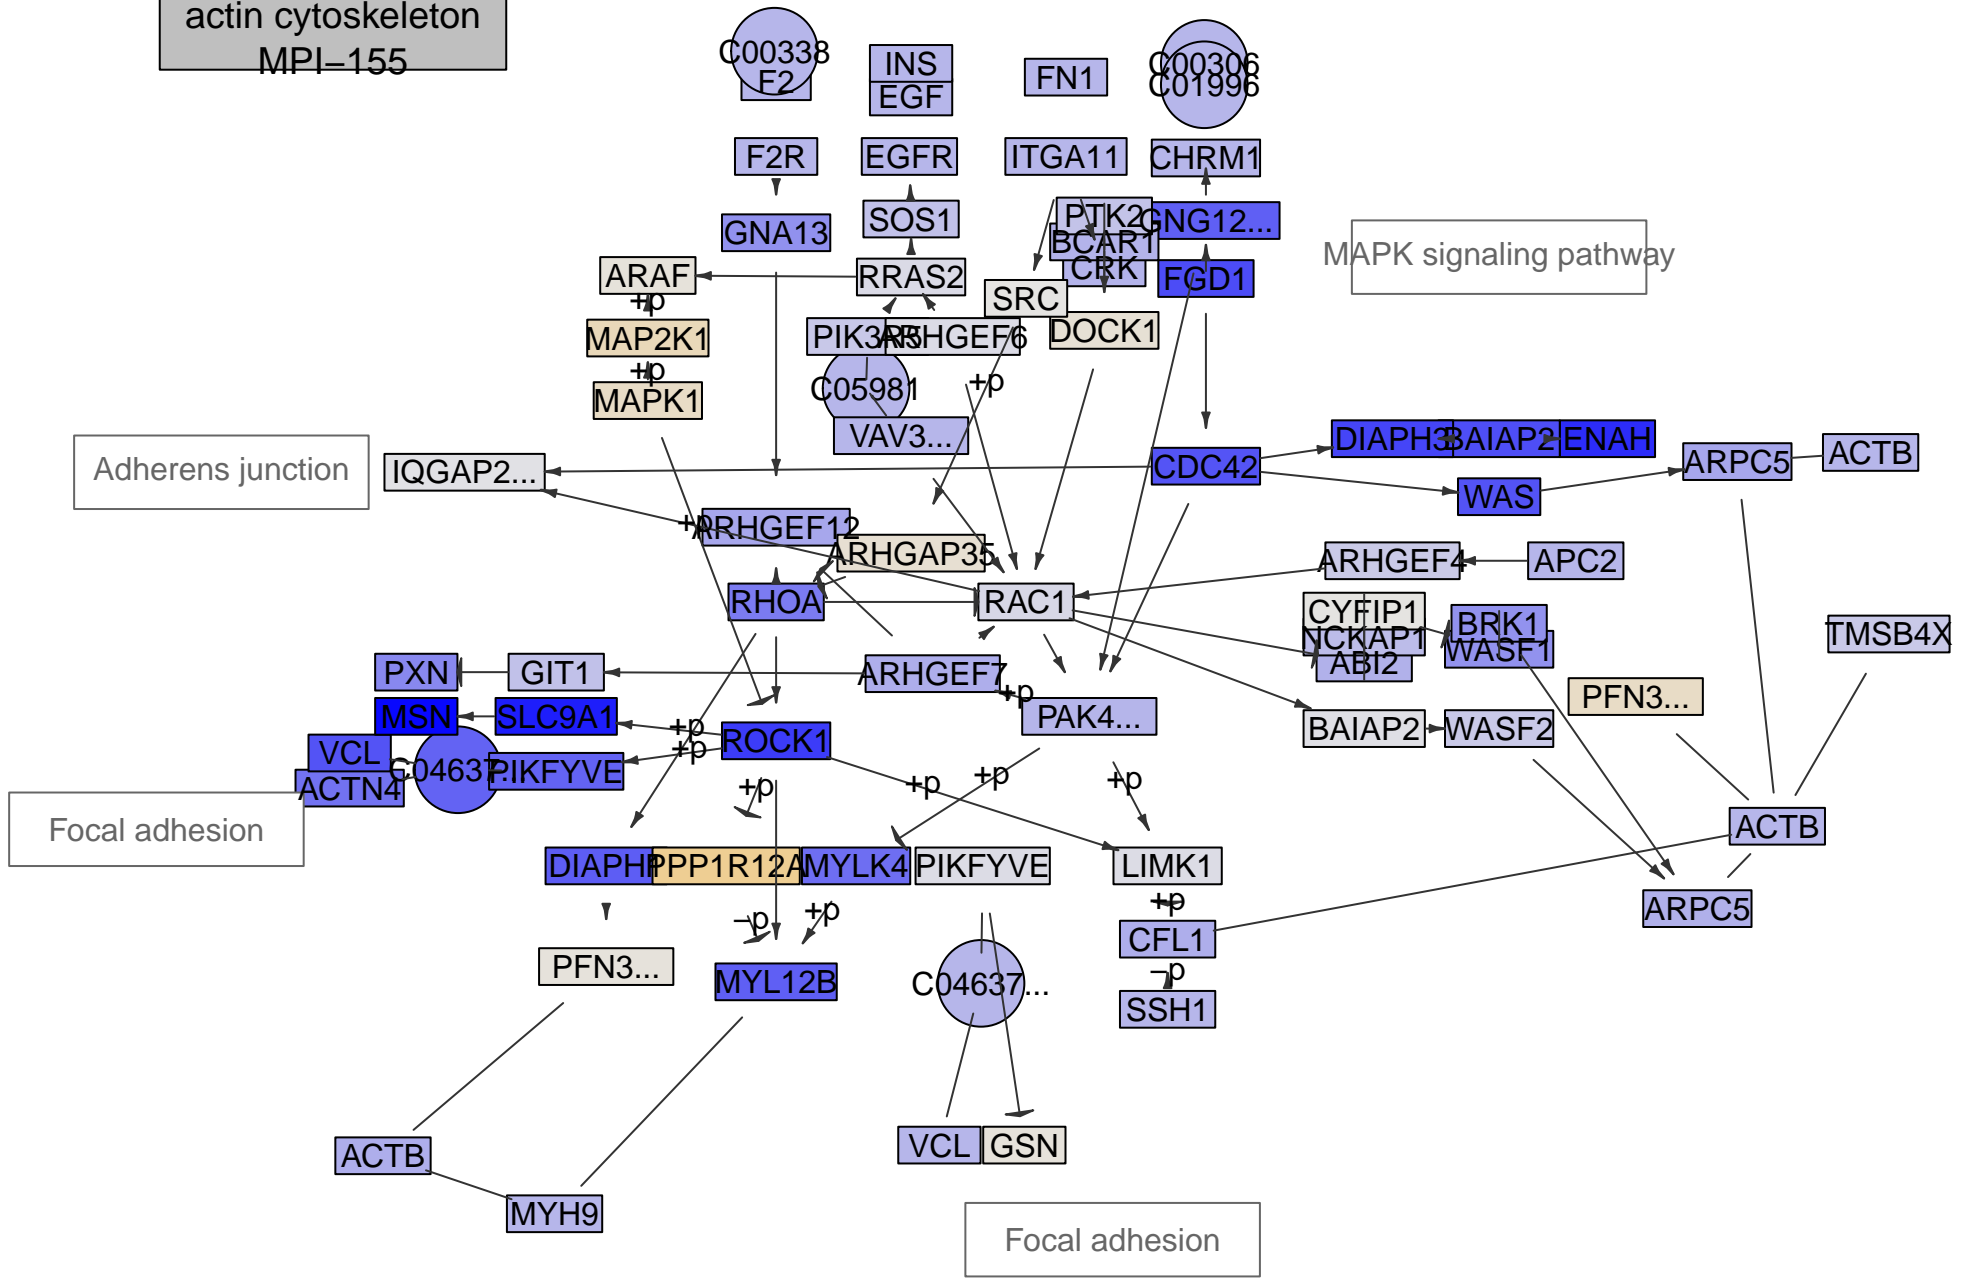 actin cytoskeleton
MPI–155
C00338
F2
INS
EGF
FN1
C00306
C01996
F2R
EGFR
ITGA11
CHRM1
GNA13
SOS1
PTK2
GNG12...
BCAR1
CRK
FGD1
MAPK signaling pathway
ARAF
RRAS2
SRC
+p
MAP2K1
PIK3R5
ARHGEF6
DOCK1
+p
MAPK1
C05981
+p
VAV3...
DIAPH3
BAIAP2
ENAH
ARPC5
ACTB
Adherens junction
IQGAP2...
CDC42
WAS
+p
ARHGEF12
ARHGAP35
ARHGEF4
APC2
RHOA
RAC1
CYFIP1
NCKAP1
ABI2
BRK1
WASF1
TMSB4X
PXN
GIT1
ARHGEF7
+p
PAK4...
PFN3...
MSN
SLC9A1
+p
ROCK1
BAIAP2
WASF2
VCL
C04637...
PIKFYVE
+p
ACTN4
+p
+p
+p
+p
Focal adhesion
ACTB
DIAPH
PPP1R12A
MYLK4
PIKFYVE
LIMK1
–p
+p
+p
ARPC5
CFL1
PFN3...
MYL12B
C04637...
–p
SSH1
ACTB
VCL
GSN
MYH9
Focal adhesion